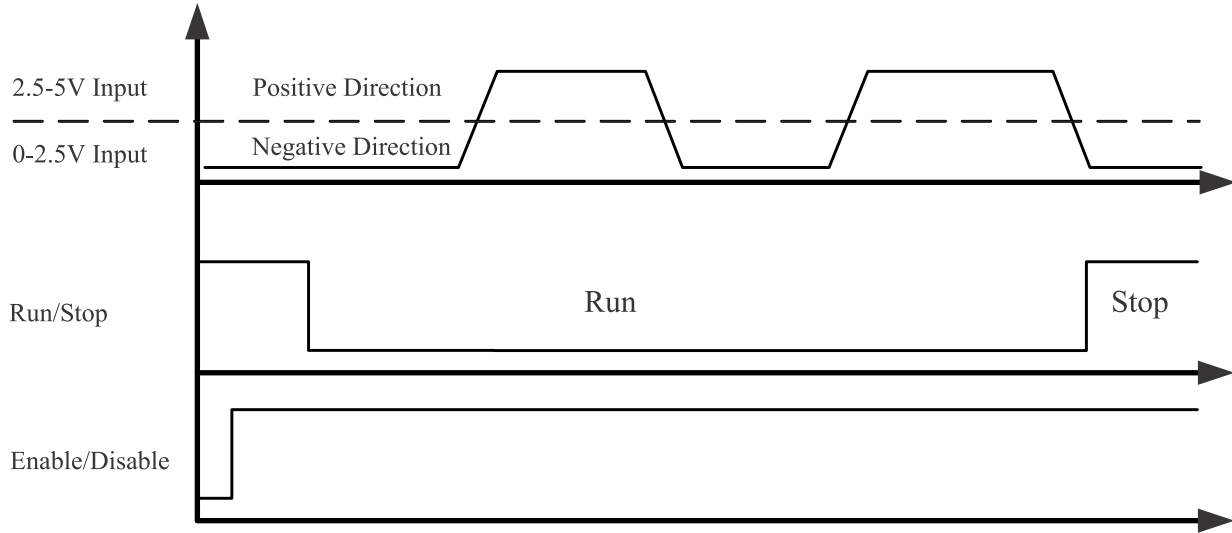 2.5-5V Input
Positive Direction
Negative Direction
0-2.5V Input
Run/Stop
Run
Stop
Enable/Disable